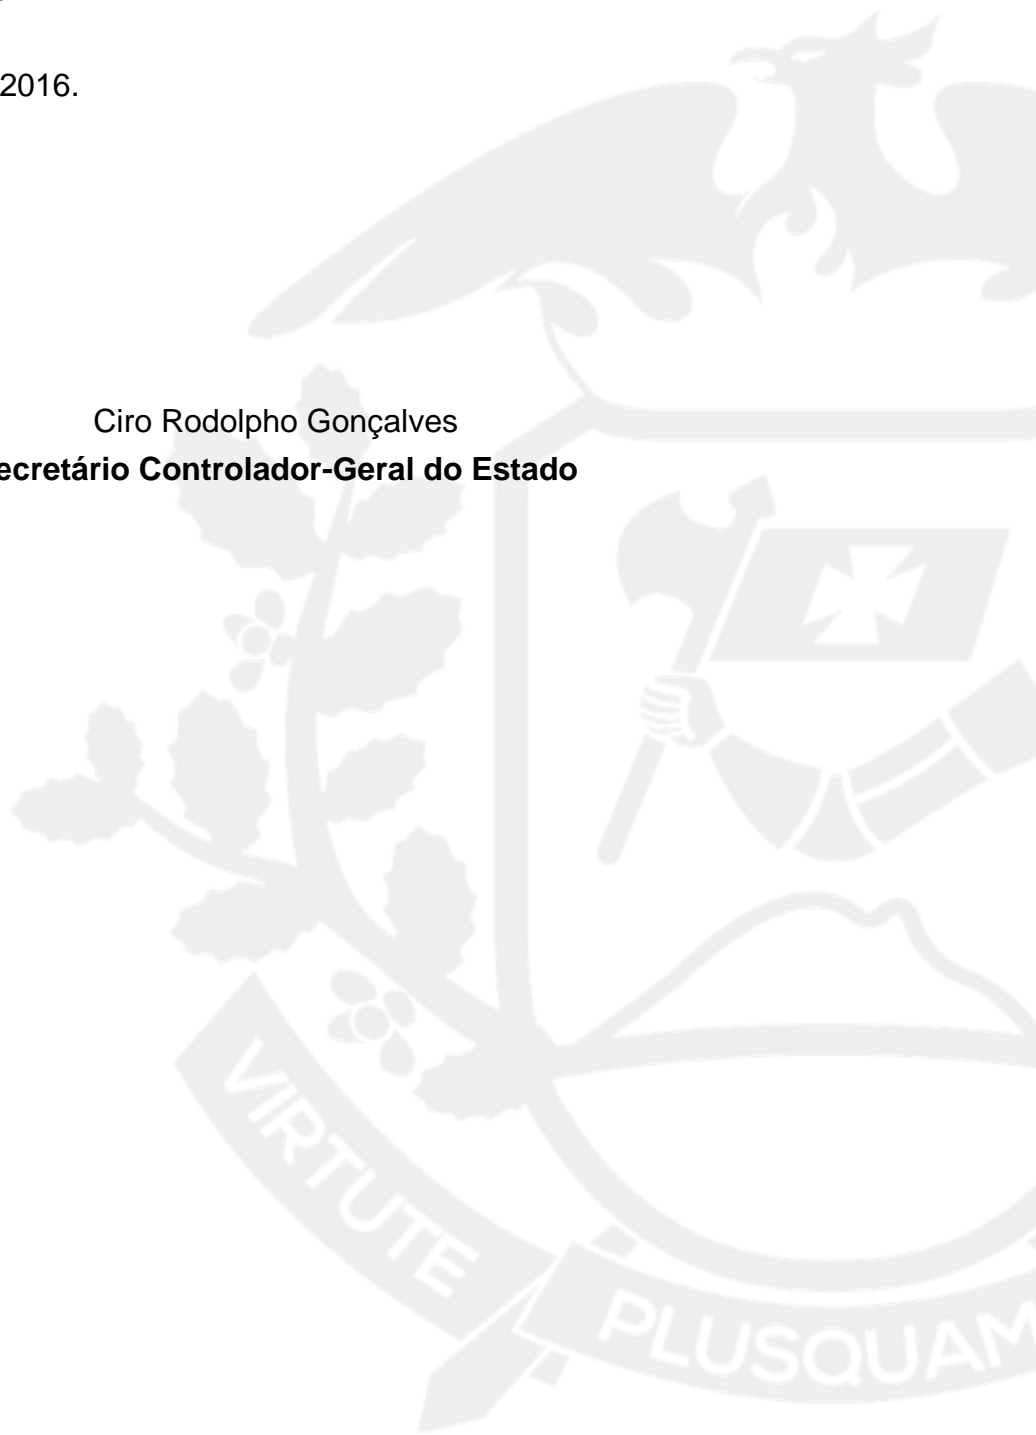 2016.
Ciro Rodolpho Gonçalves
ecretário Controlador-Geral do Estado
VIRTUTE
PLUSQUAM